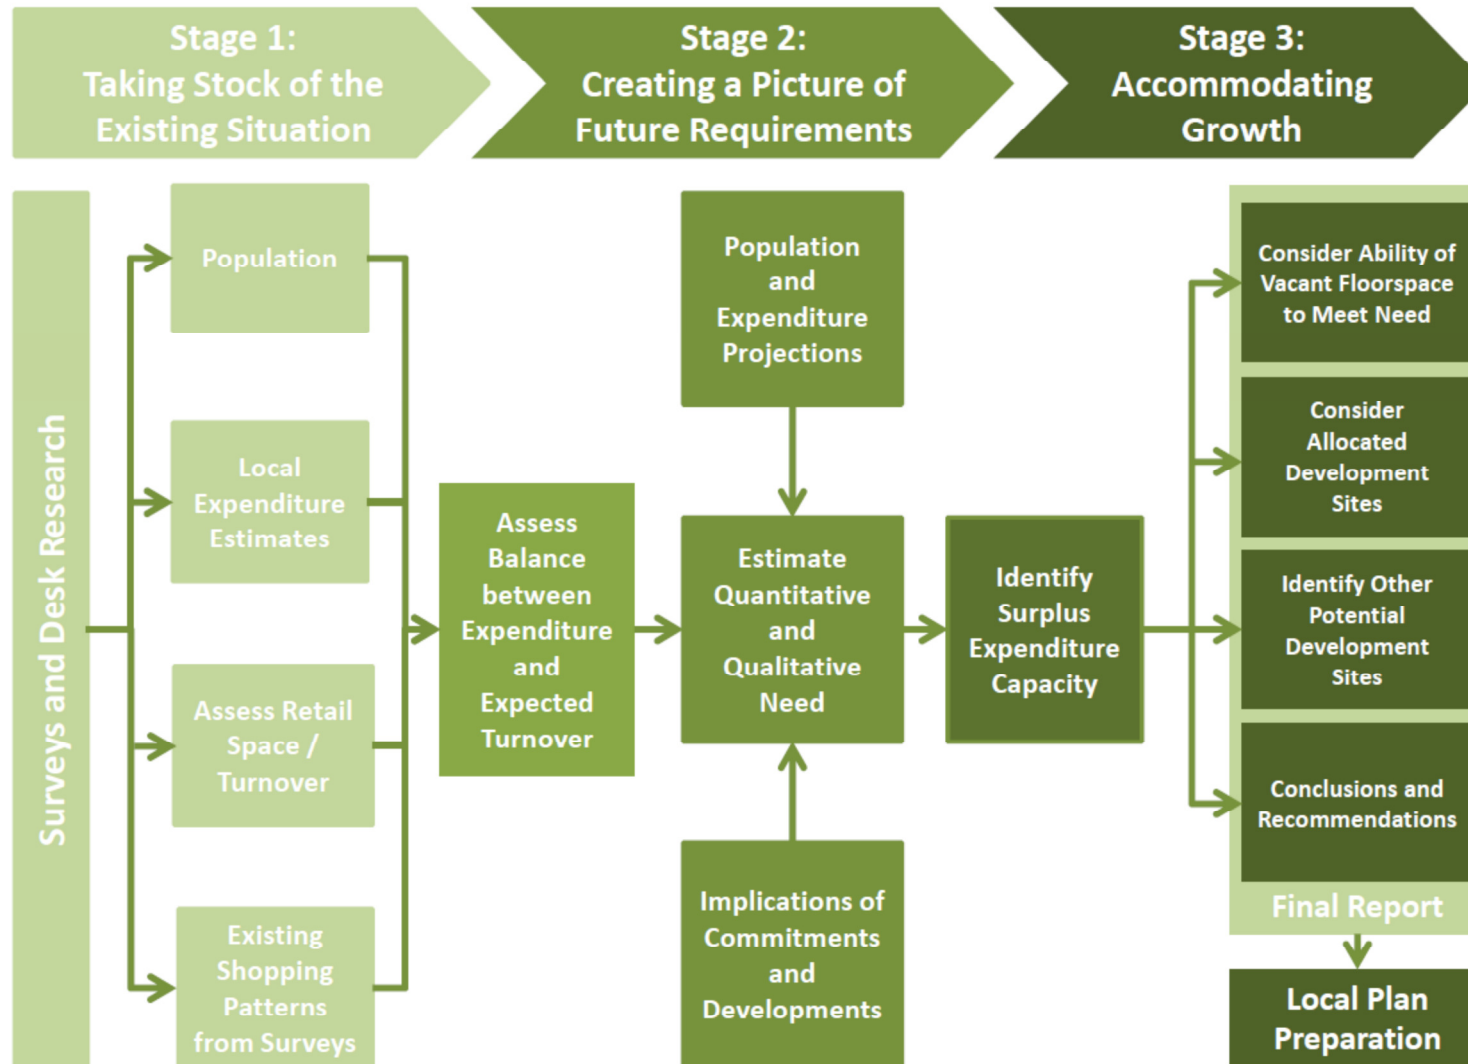 Stage 1:
Taking Stock of the
Existing Situation
Stage 2:
Creating a Picture of
Future Requirements
Stage 3:
Accommodating
Growth
Surveys and Desk Research
Population
Local
Expenditure
Estimates
Assess Retail
Space /
Turnover
Existing
Shopping
Patterns
from Surveys
Assess
Balance
between
Expenditure
and
Expected
Turnover
Population
and
Expenditure
Projections
Estimate
Quantitative
and
Qualitative
Need
Implications of
Commitments
and
Developments
Identify
Surplus
Expenditure
Capacity
Consider Ability of
Vacant Floorspace
to Meet Need
Consider
Allocated
Development
Sites
Identify Other
Potential
Development
Sites
Conclusions and
Recommendations
Final Report
Local Plan
Preparation